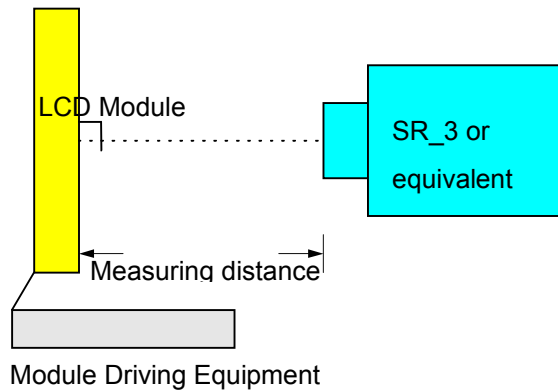 LCD Module
SR_3 or
equivalent
Measuring distance
Module Driving Equipment